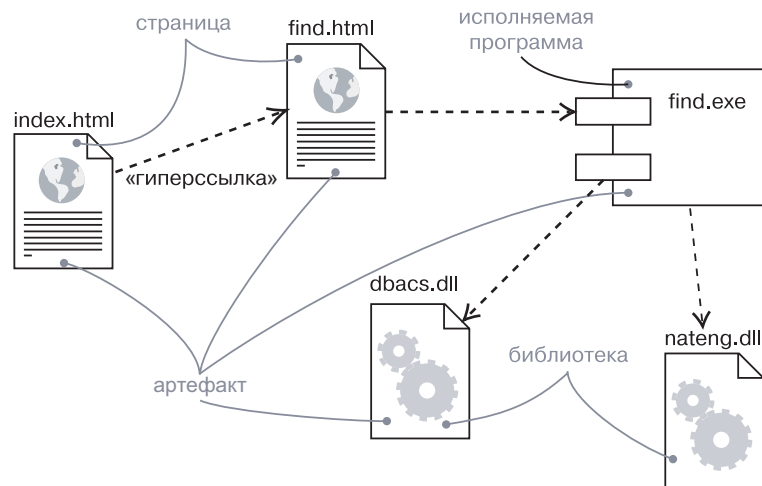 страница
find.html
исполняемая
программа
find.exe
index.html
«гиперссылка»
dbacs.dll
nateng.dll
библиотека
артефакт